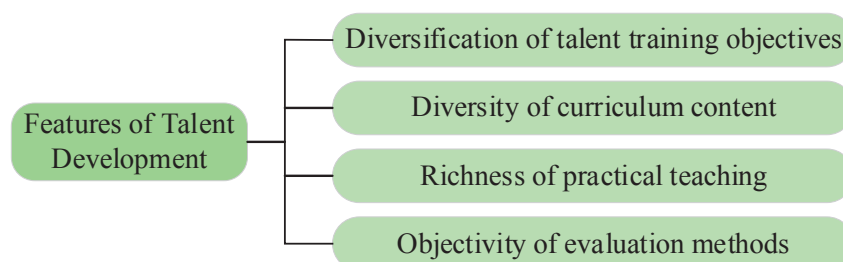 Diversification of talent training objectives
Diversity of curriculum content
Features of Talent
Development
Richness of practical teaching
Objectivity of evaluation methods